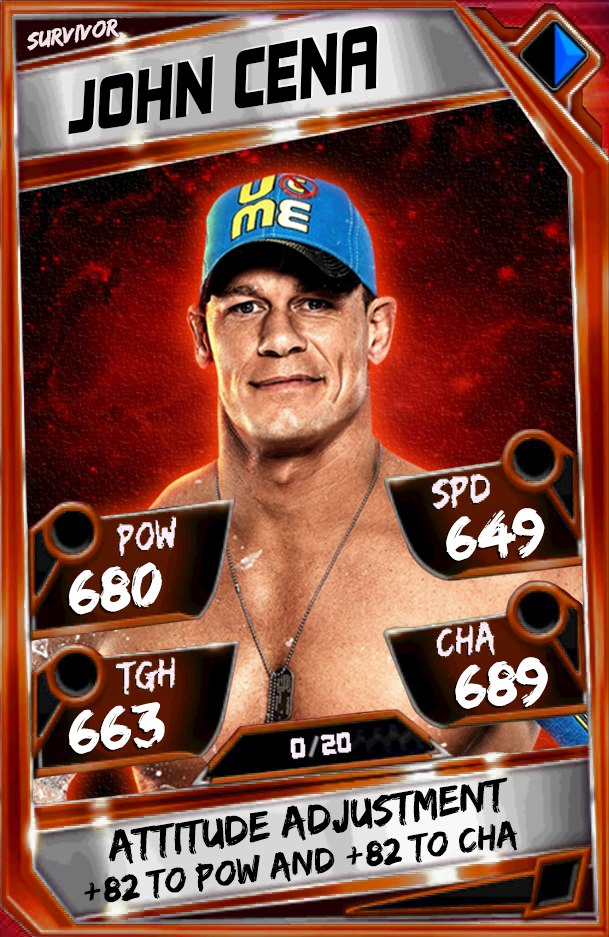 SURVIVOR
JOHN CENA
U C
ME
POW
680
SPD
649
TGH
663
CHA
689
0/20
ATTITUDE ADJUSTMENT
+82 TO POW AND +82 TO CHA